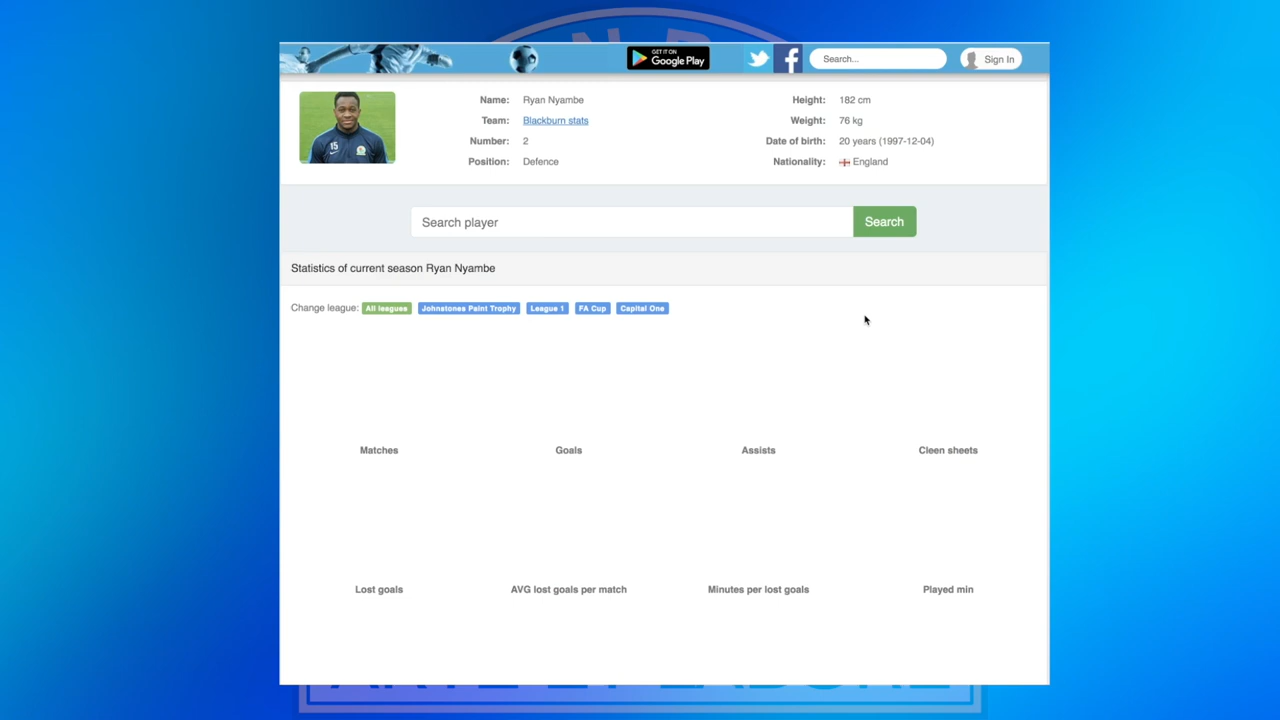 GET IT ON
Google Play
Search...
Sign In
Name: Ryan Nyambe
Team: Blackburn stats
Number: 2
Position: Defence
Height: 182 cm
Weight: 76 kg
Date of birth: 20 years (1997-12-04)
Nationality: England
15
Search player
Search
Statistics of current season Ryan Nyambe
Change league: All leagues Johnstones Paint Trophy League 1 FA Cup Capital One
Matches Goals Assists Cleen sheets
Lost goals AVG lost goals per match Minutes per lost goals Played min